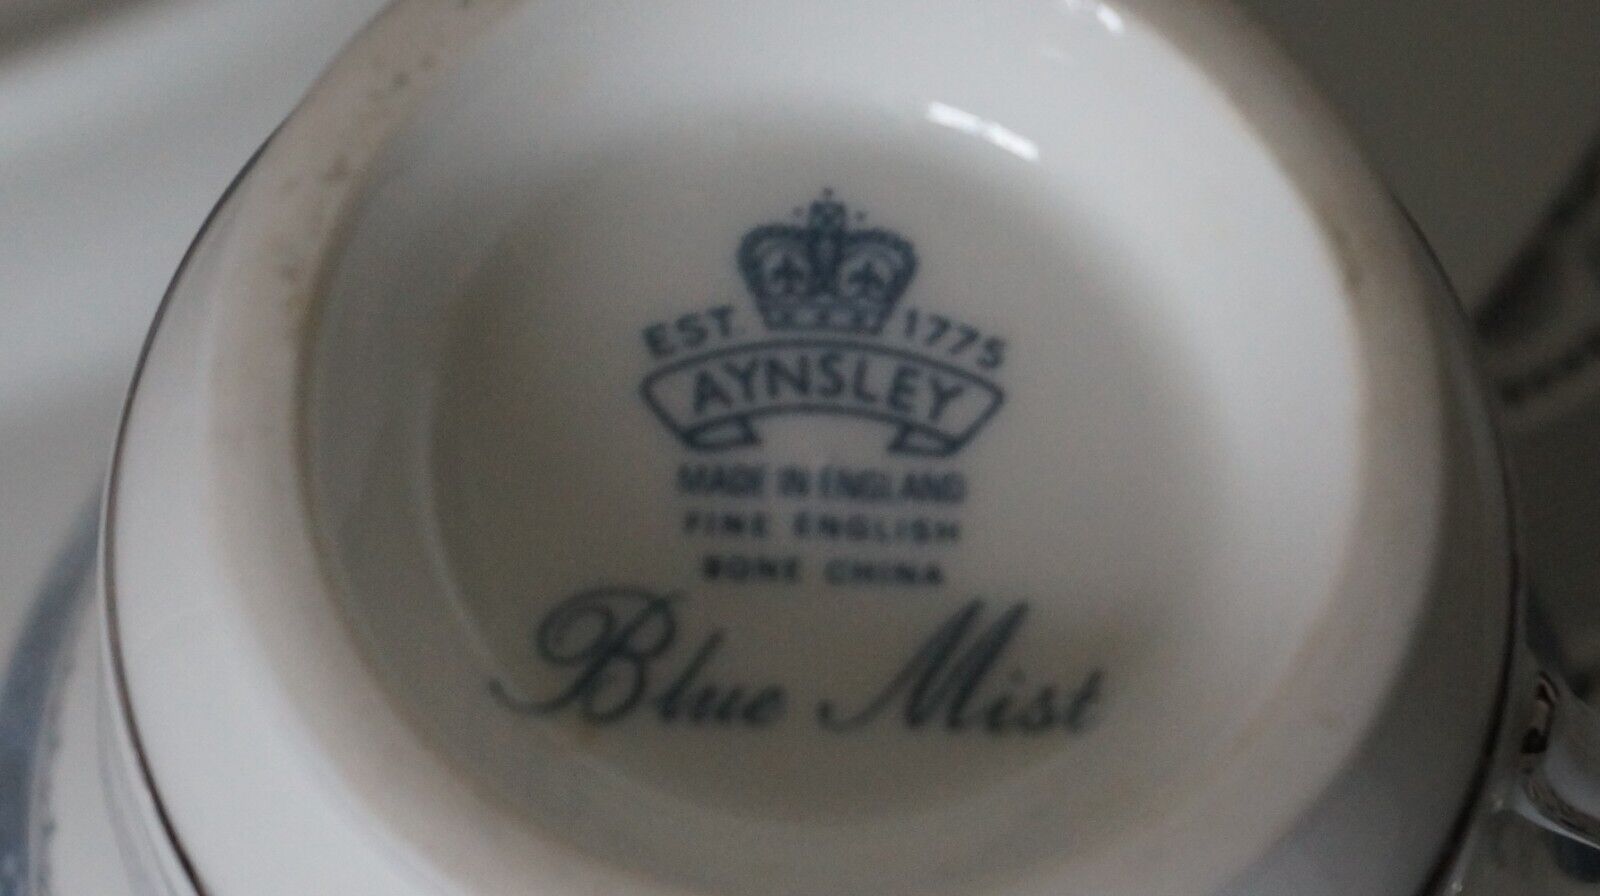 EST. 1775
AYNSLEY
MADE IN ENGLAND
FINE ENGLISH
BONE CHINA
Blue Mist